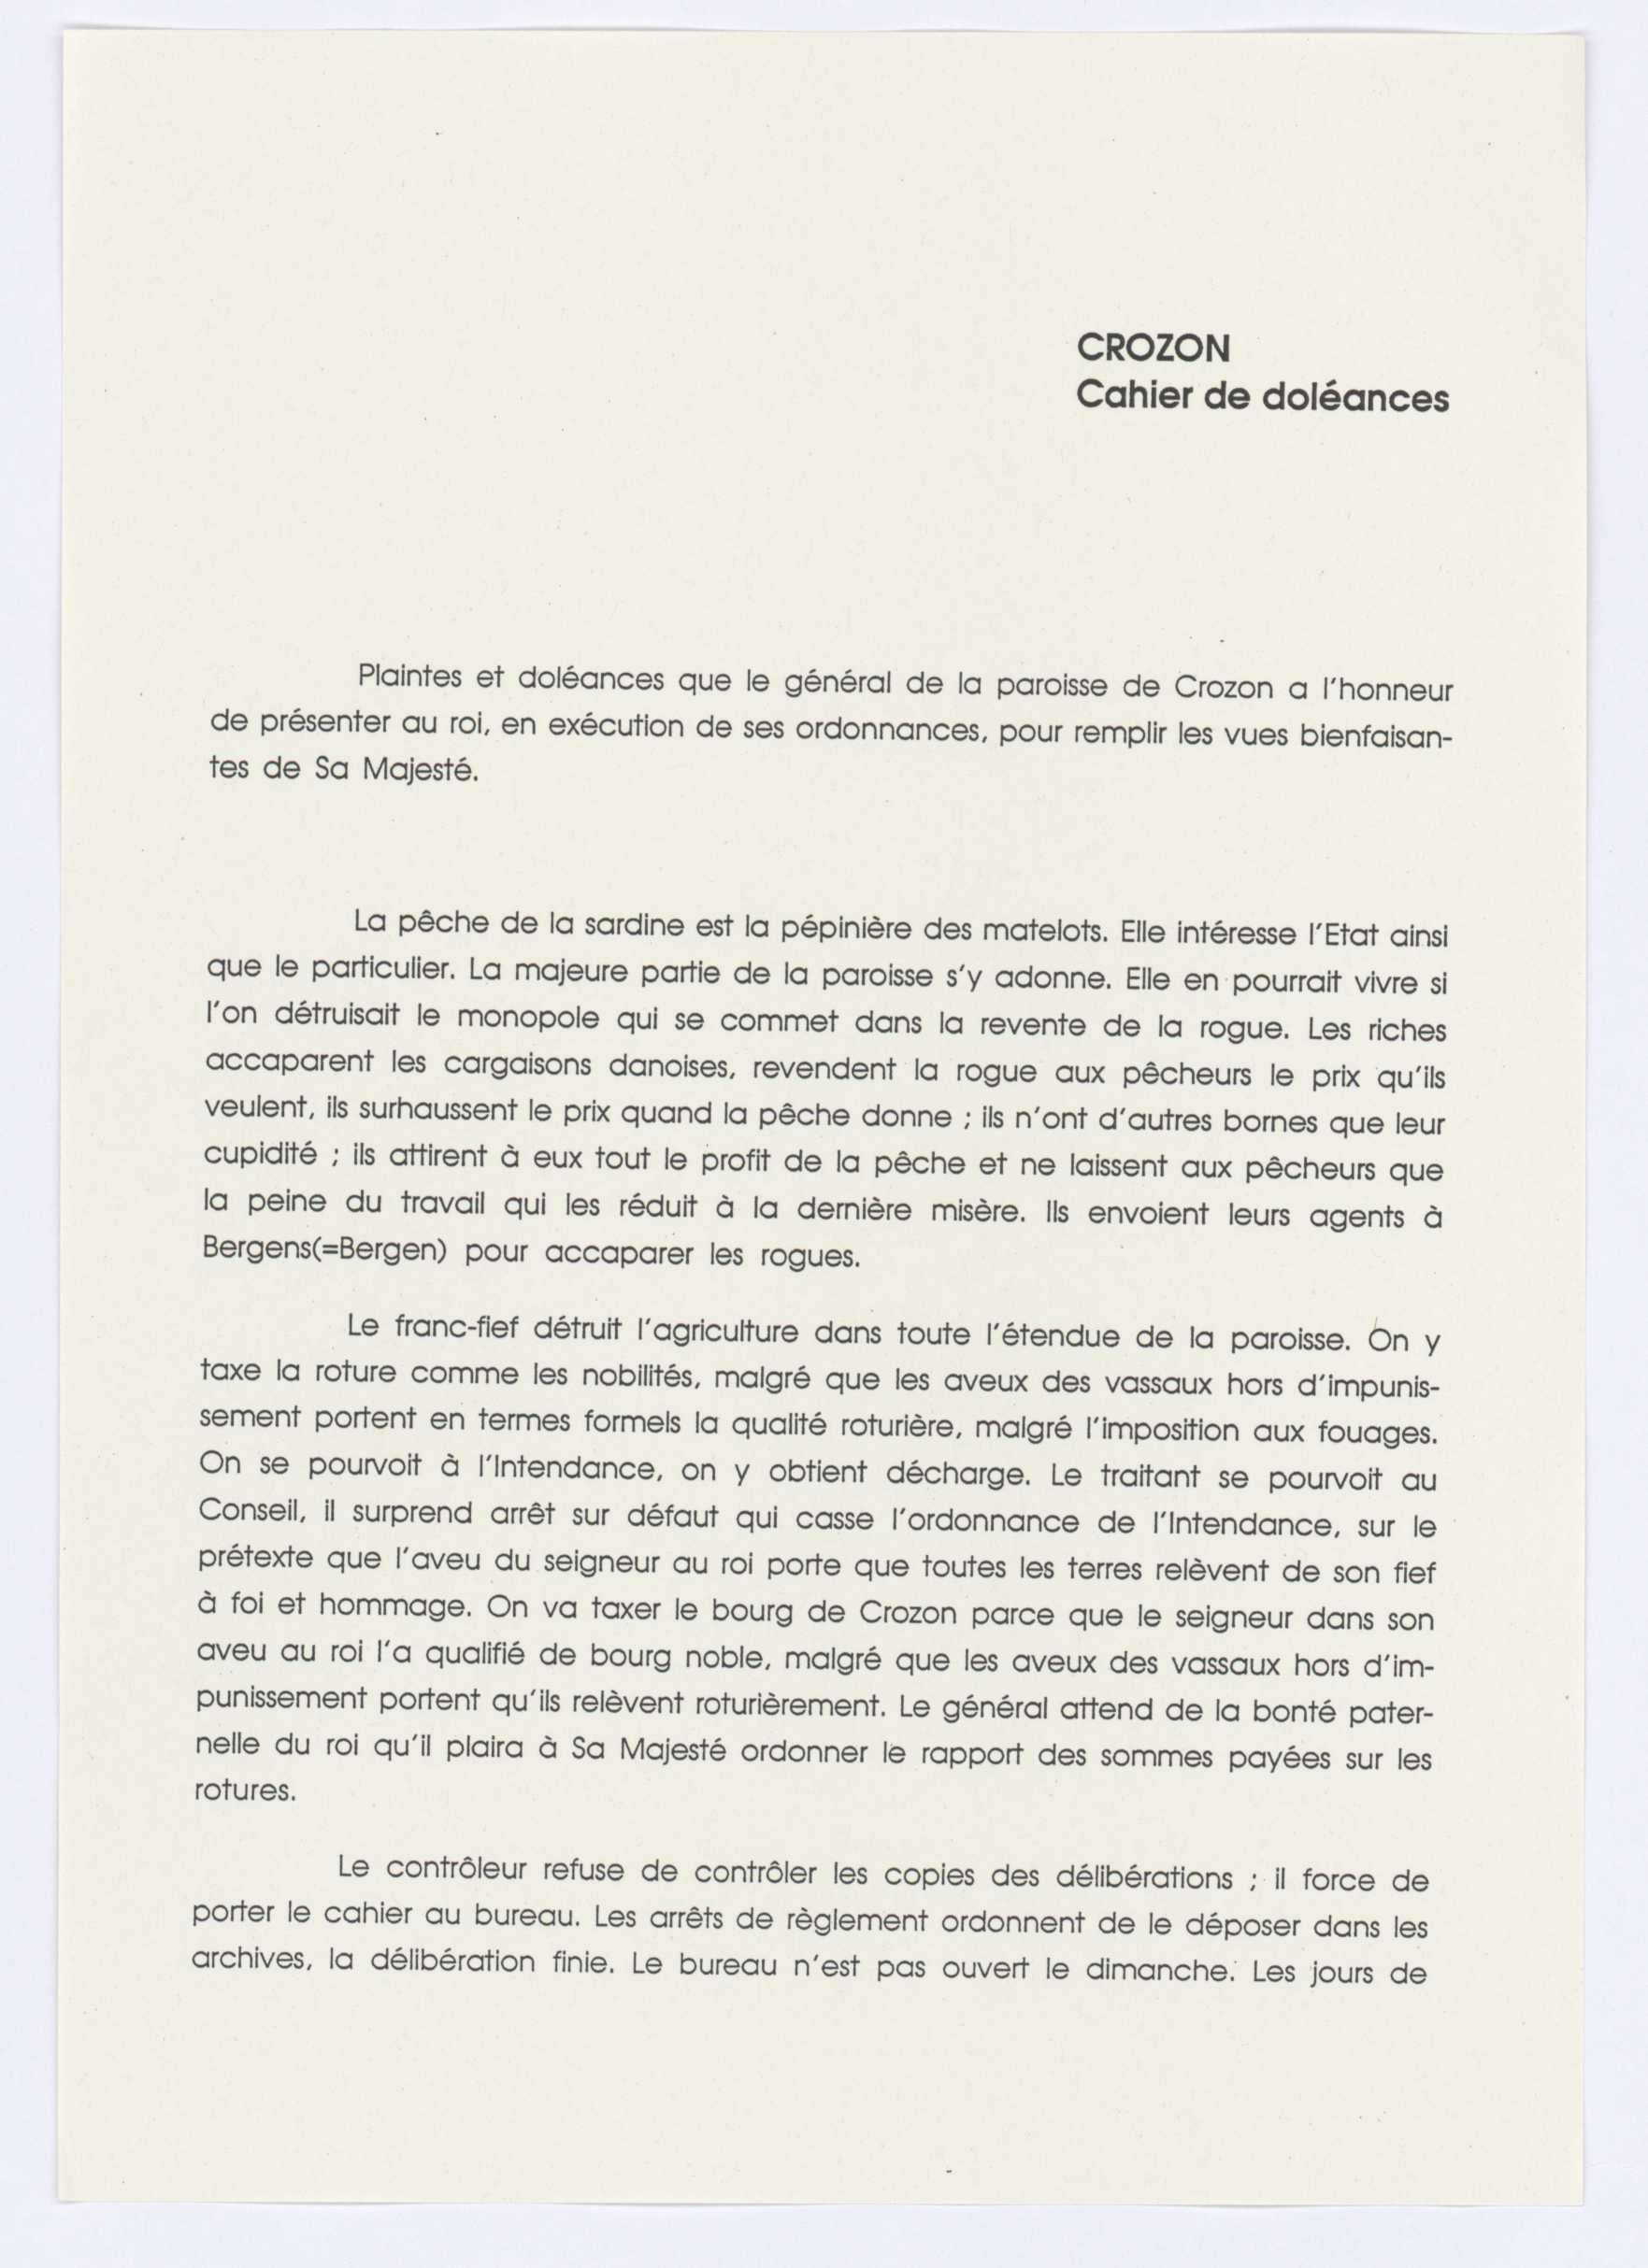 CROZON
Cahier de doléances
Plaintes et doléances que le général de la paroisse de Crozon a l'honneur
de présenter au roi, en exécution de ses ordonnances, pour remplir les vues bienfaisan-
tes de Sa Majesté.
La pêche de la sardine est la pépinière des matelots. Elle intéresse l'Etat ainsi
que le particulier. La majeure partie de la paroisse s'y adonne. Elle en pourrait vivre si
l'on détruisait le monopole qui se commet dans la revente de la rogue. Les riches
accaparent les cargaisons danoises, revendent la rogue aux pêcheurs le prix qu'ils
veulent, ils surhaussent le prix quand la pêche donne ; ils n'ont d'autres bornes que leur
cupidité ; ils attirent à eux tout le profit de la pêche et ne laissent aux pêcheurs que
la peine du travail qui les réduit à la dernière misère. Ils envoient leurs agents à
Bergens(=Bergen) pour accaparer les rogues.
Le franc-fief détruit l'agriculture dans toute l'étendue de la paroisse. On y
taxe la roture comme les nobilités, malgré que les aveux des vassaux hors d'impunis-
sement portent en termes formels la qualité roturière, malgré l'imposition aux fouages.
On se pourvoit à l'Intendance, on y obtient décharge. Le traitant se pourvoit au
Conseil, il surprend arrêt sur défaut qui casse l'ordonnance de l'Intendance, sur le
prétexte que l'aveu du seigneur au roi porte que toutes les terres relèvent de son fief
à foi et hommage. On va taxer le bourg de Crozon parce que le seigneur dans son
aveu au roi l'a qualifié de bourg noble, malgré que les aveux des vassaux hors d'im-
punissement portent qu'ils relèvent roturièrement. Le général attend de la bonté pater-
nelle du roi qu'il plaira à Sa Majesté ordonner le rapport des sommes payées sur les
rotures.
Le contrôleur refuse de contrôler les copies des délibérations ; il force de
porter le cahier au bureau. Les arrêts de règlement ordonnent de le déposer dans les
archives, la délibération finie. Le bureau n'est pas ouvert le dimanche. Les jours de